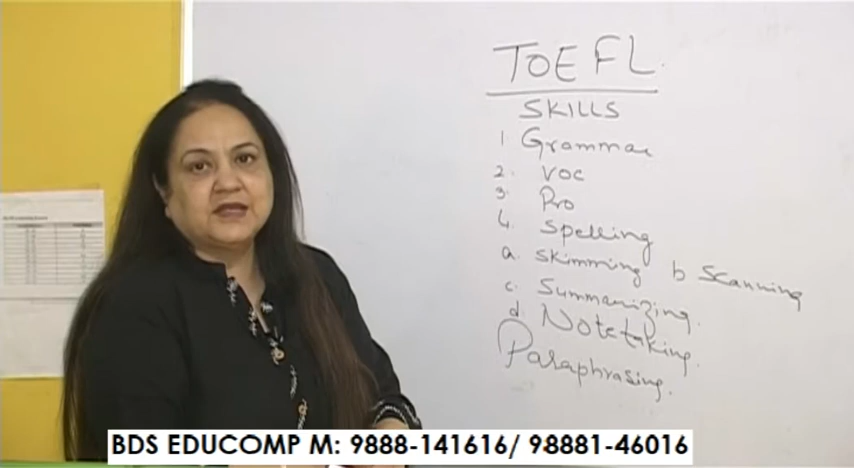 TOEFL
SKILLS
1 Grammar
2. voc
3 Pro
4. Spelling
a. skimming b Scanning
c. Summarizing.
d Notetaking.
Paraphrasing.
BDS EDUCOMP M: 9888-141616/ 98881-46016